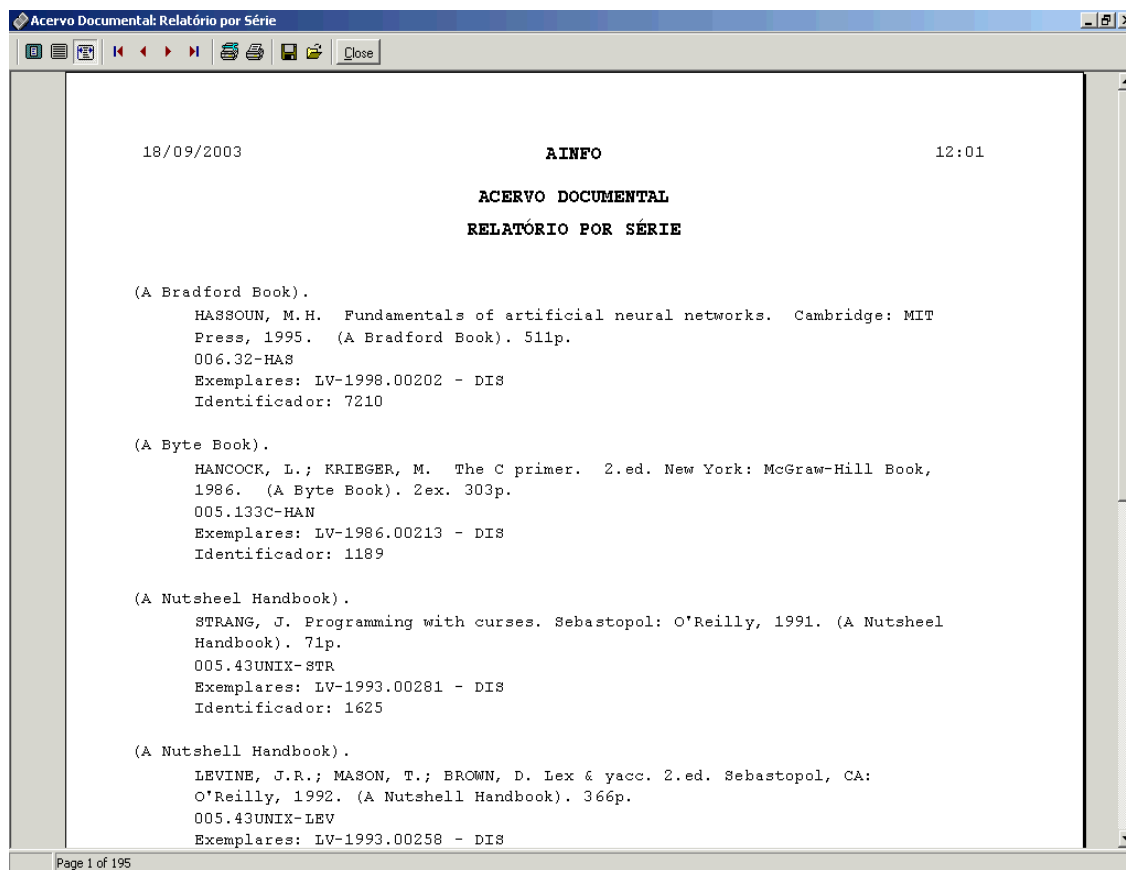 Acervo Documental: Relatório por Série
Close
18/09/2003 AINFO 12:01
ACERVO DOCUMENTAL
RELATÓRIO POR SÉRIE
(A Bradford Book).
HASSOUN, M.H. Fundamentals of artificial neural networks. Cambridge: MIT
Press, 1995. (A Bradford Book). 511p.
006.32-HAS
Exemplares: LV-1998.00202 - DIS
Identificador: 7210
(A Byte Book).
HANCOCK, L.; KRIEGER, M. The C primer. 2.ed. New York: McGraw-Hill Book,
1986. (A Byte Book). 2ex. 303p.
005.133C-HAN
Exemplares: LV-1986.00213 - DIS
Identificador: 1189
(A Nutsheel Handbook).
STRANG, J. Programming with curses. Sebastopol: O'Reilly, 1991. (A Nutsheel
Handbook). 71p.
005.43UNIX-STR
Exemplares: LV-1993.00281 - DIS
Identificador: 1625
(A Nutshell Handbook).
LEVINE, J.R.; MASON, T.; BROWN, D. Lex & yacc. 2.ed. Sebastopol, CA:
O'Reilly, 1992. (A Nutshell Handbook). 366p.
005.43UNIX-LEV
Exemplares: LV-1993.00258 - DIS
Page 1 of 195